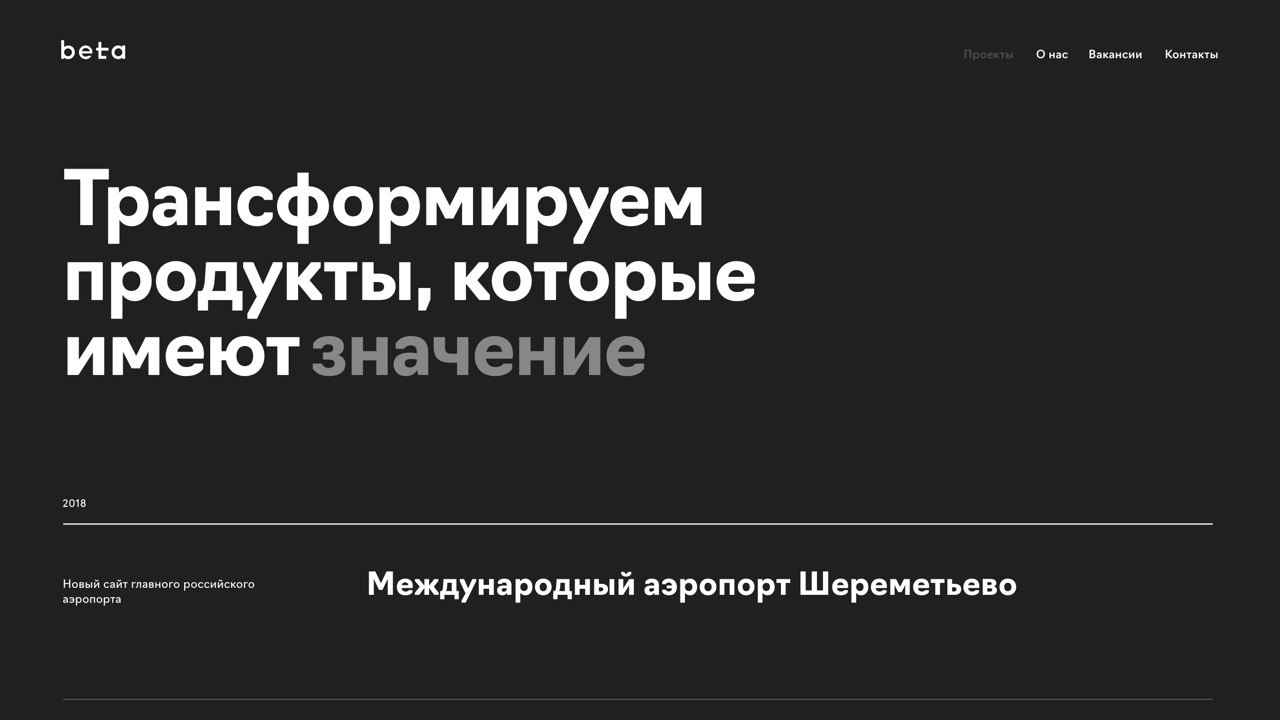 beta
Проекты О нас Вакансии Контакты
Трансформируем
продукты, которые
имеют значение
2018
Новый сайт главного российского
аэропорта
Международный аэропорт Шереметьево